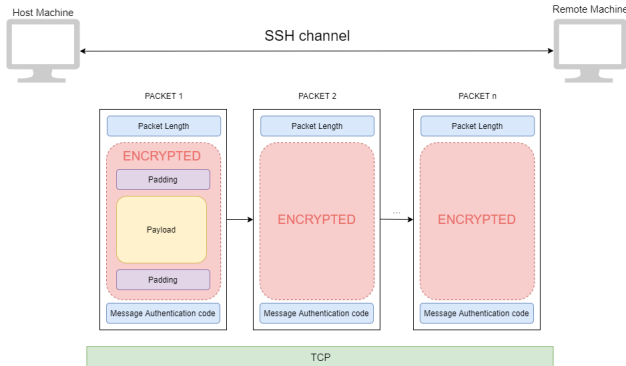 Host Machine
Remote Machine
SSH channel
PACKET 1
PACKET 2
PACKET n
Packet Length
Packet Length
Packet Length
ENCRYPTED
Padding
Payload
Padding
ENCRYPTED
...
ENCRYPTED
Message Authentication code
Message Authentication code
Message Authentication code
TCP